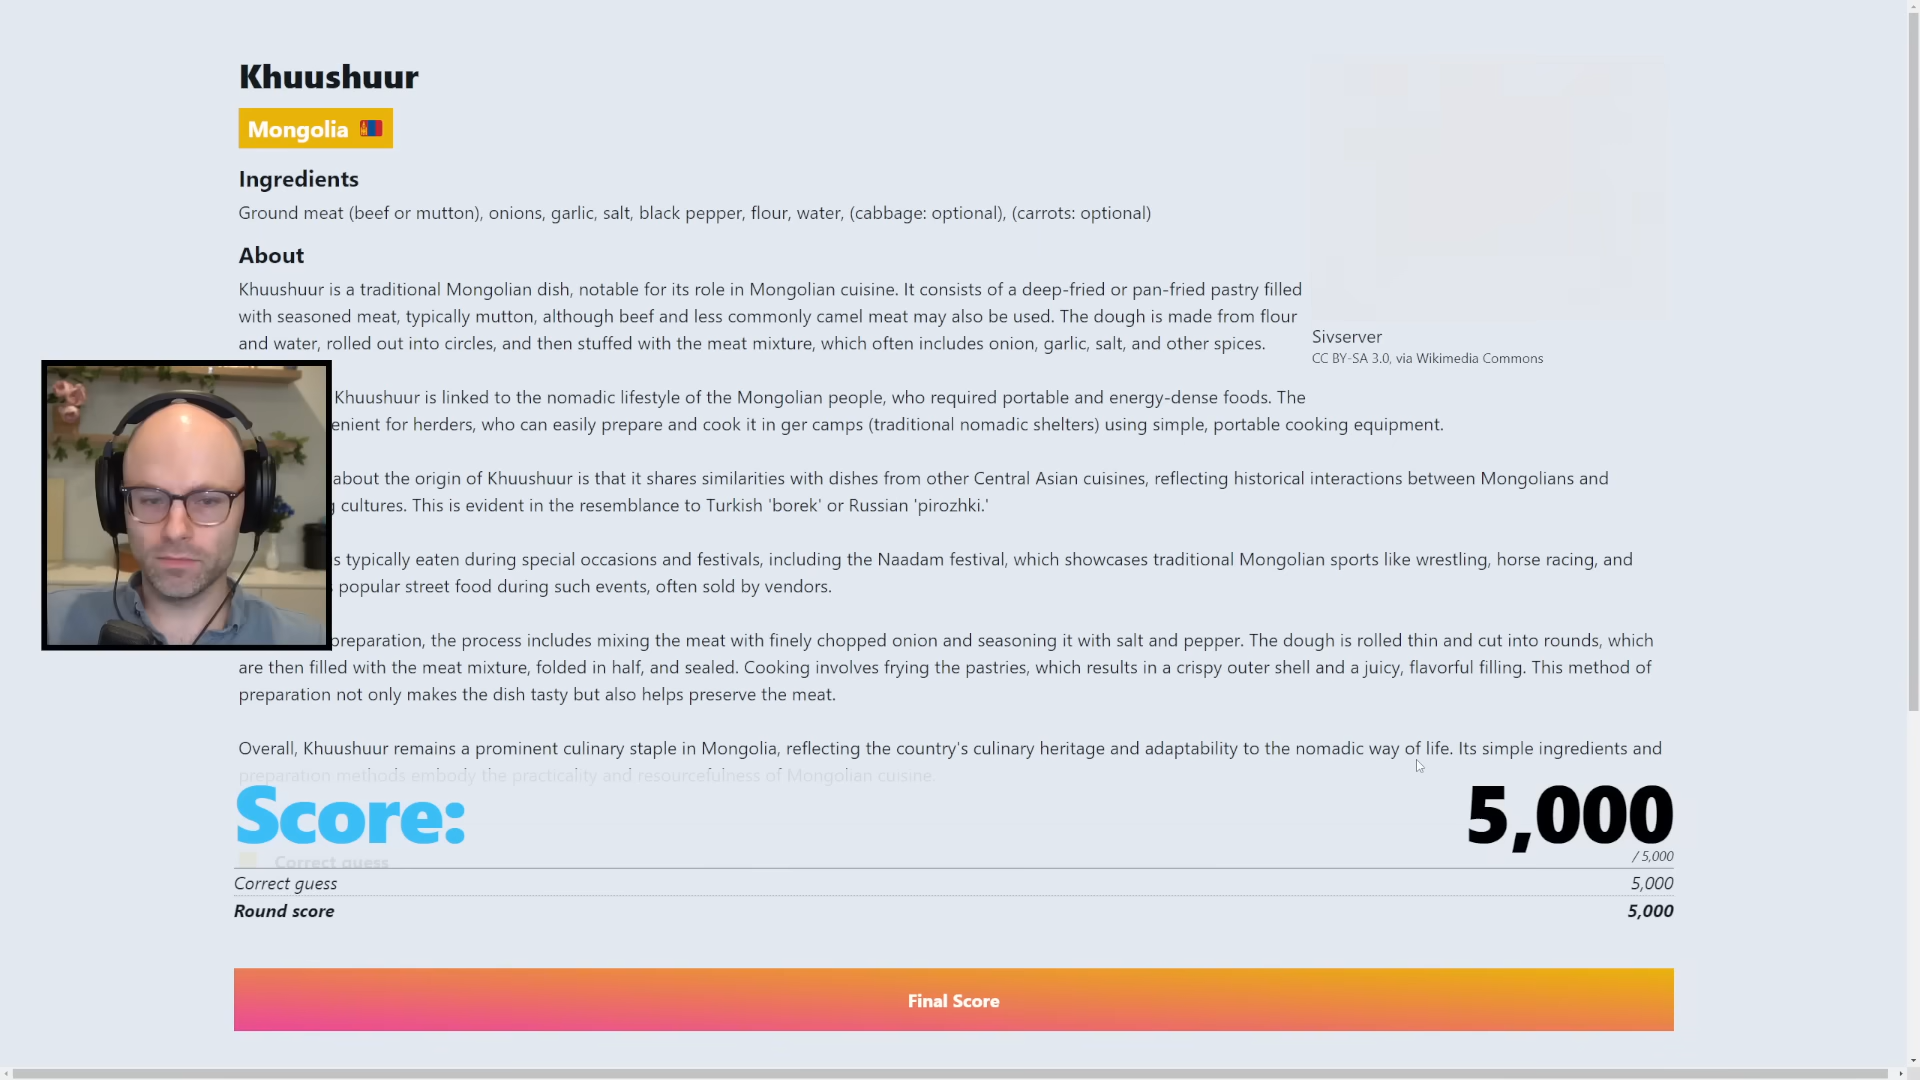 Khuushuur
Mongolia
Ingredients
Ground meat (beef or mutton), onions, garlic, salt, black pepper, flour, water, (cabbage: optional), (carrots: optional)
About
Khuushuur is a traditional Mongolian dish, notable for its role in Mongolian cuisine. It consists of a deep-fried or pan-fried pastry filled
with seasoned meat, typically mutton, although beef and less commonly camel meat may also be used. The dough is made from flour
and water, rolled out into circles, and then stuffed with the meat mixture, which often includes onion, garlic, salt, and other spices.
Sivserver
CC BY-SA 3.0, via Wikimedia Commons
Khuushuur is linked to the nomadic lifestyle of the Mongolian people, who required portable and energy-dense foods. The
enient for herders, who can easily prepare and cook it in ger camps (traditional nomadic shelters) using simple, portable cooking equipment.
about the origin of Khuushuur is that it shares similarities with dishes from other Central Asian cuisines, reflecting historical interactions between Mongolians and
cultures. This is evident in the resemblance to Turkish 'borek' or Russian 'pirozhki.'
s typically eaten during special occasions and festivals, including the Naadam festival, which showcases traditional Mongolian sports like wrestling, horse racing, and
popular street food during such events, often sold by vendors.
preparation, the process includes mixing the meat with finely chopped onion and seasoning it with salt and pepper. The dough is rolled thin and cut into rounds, which
are then filled with the meat mixture, folded in half, and sealed. Cooking involves frying the pastries, which results in a crispy outer shell and a juicy, flavorful filling. This method of
preparation not only makes the dish tasty but also helps preserve the meat.
Overall, Khuushuur remains a prominent culinary staple in Mongolia, reflecting the country's culinary heritage and adaptability to the nomadic way of life. Its simple ingredients and
preparation methods embody the practicality and resourcefulness of Mongolian cuisine.
Score: 5,000
/ 5,000
Correct guess
Correct guess 5,000
Round score 5,000
Final Score